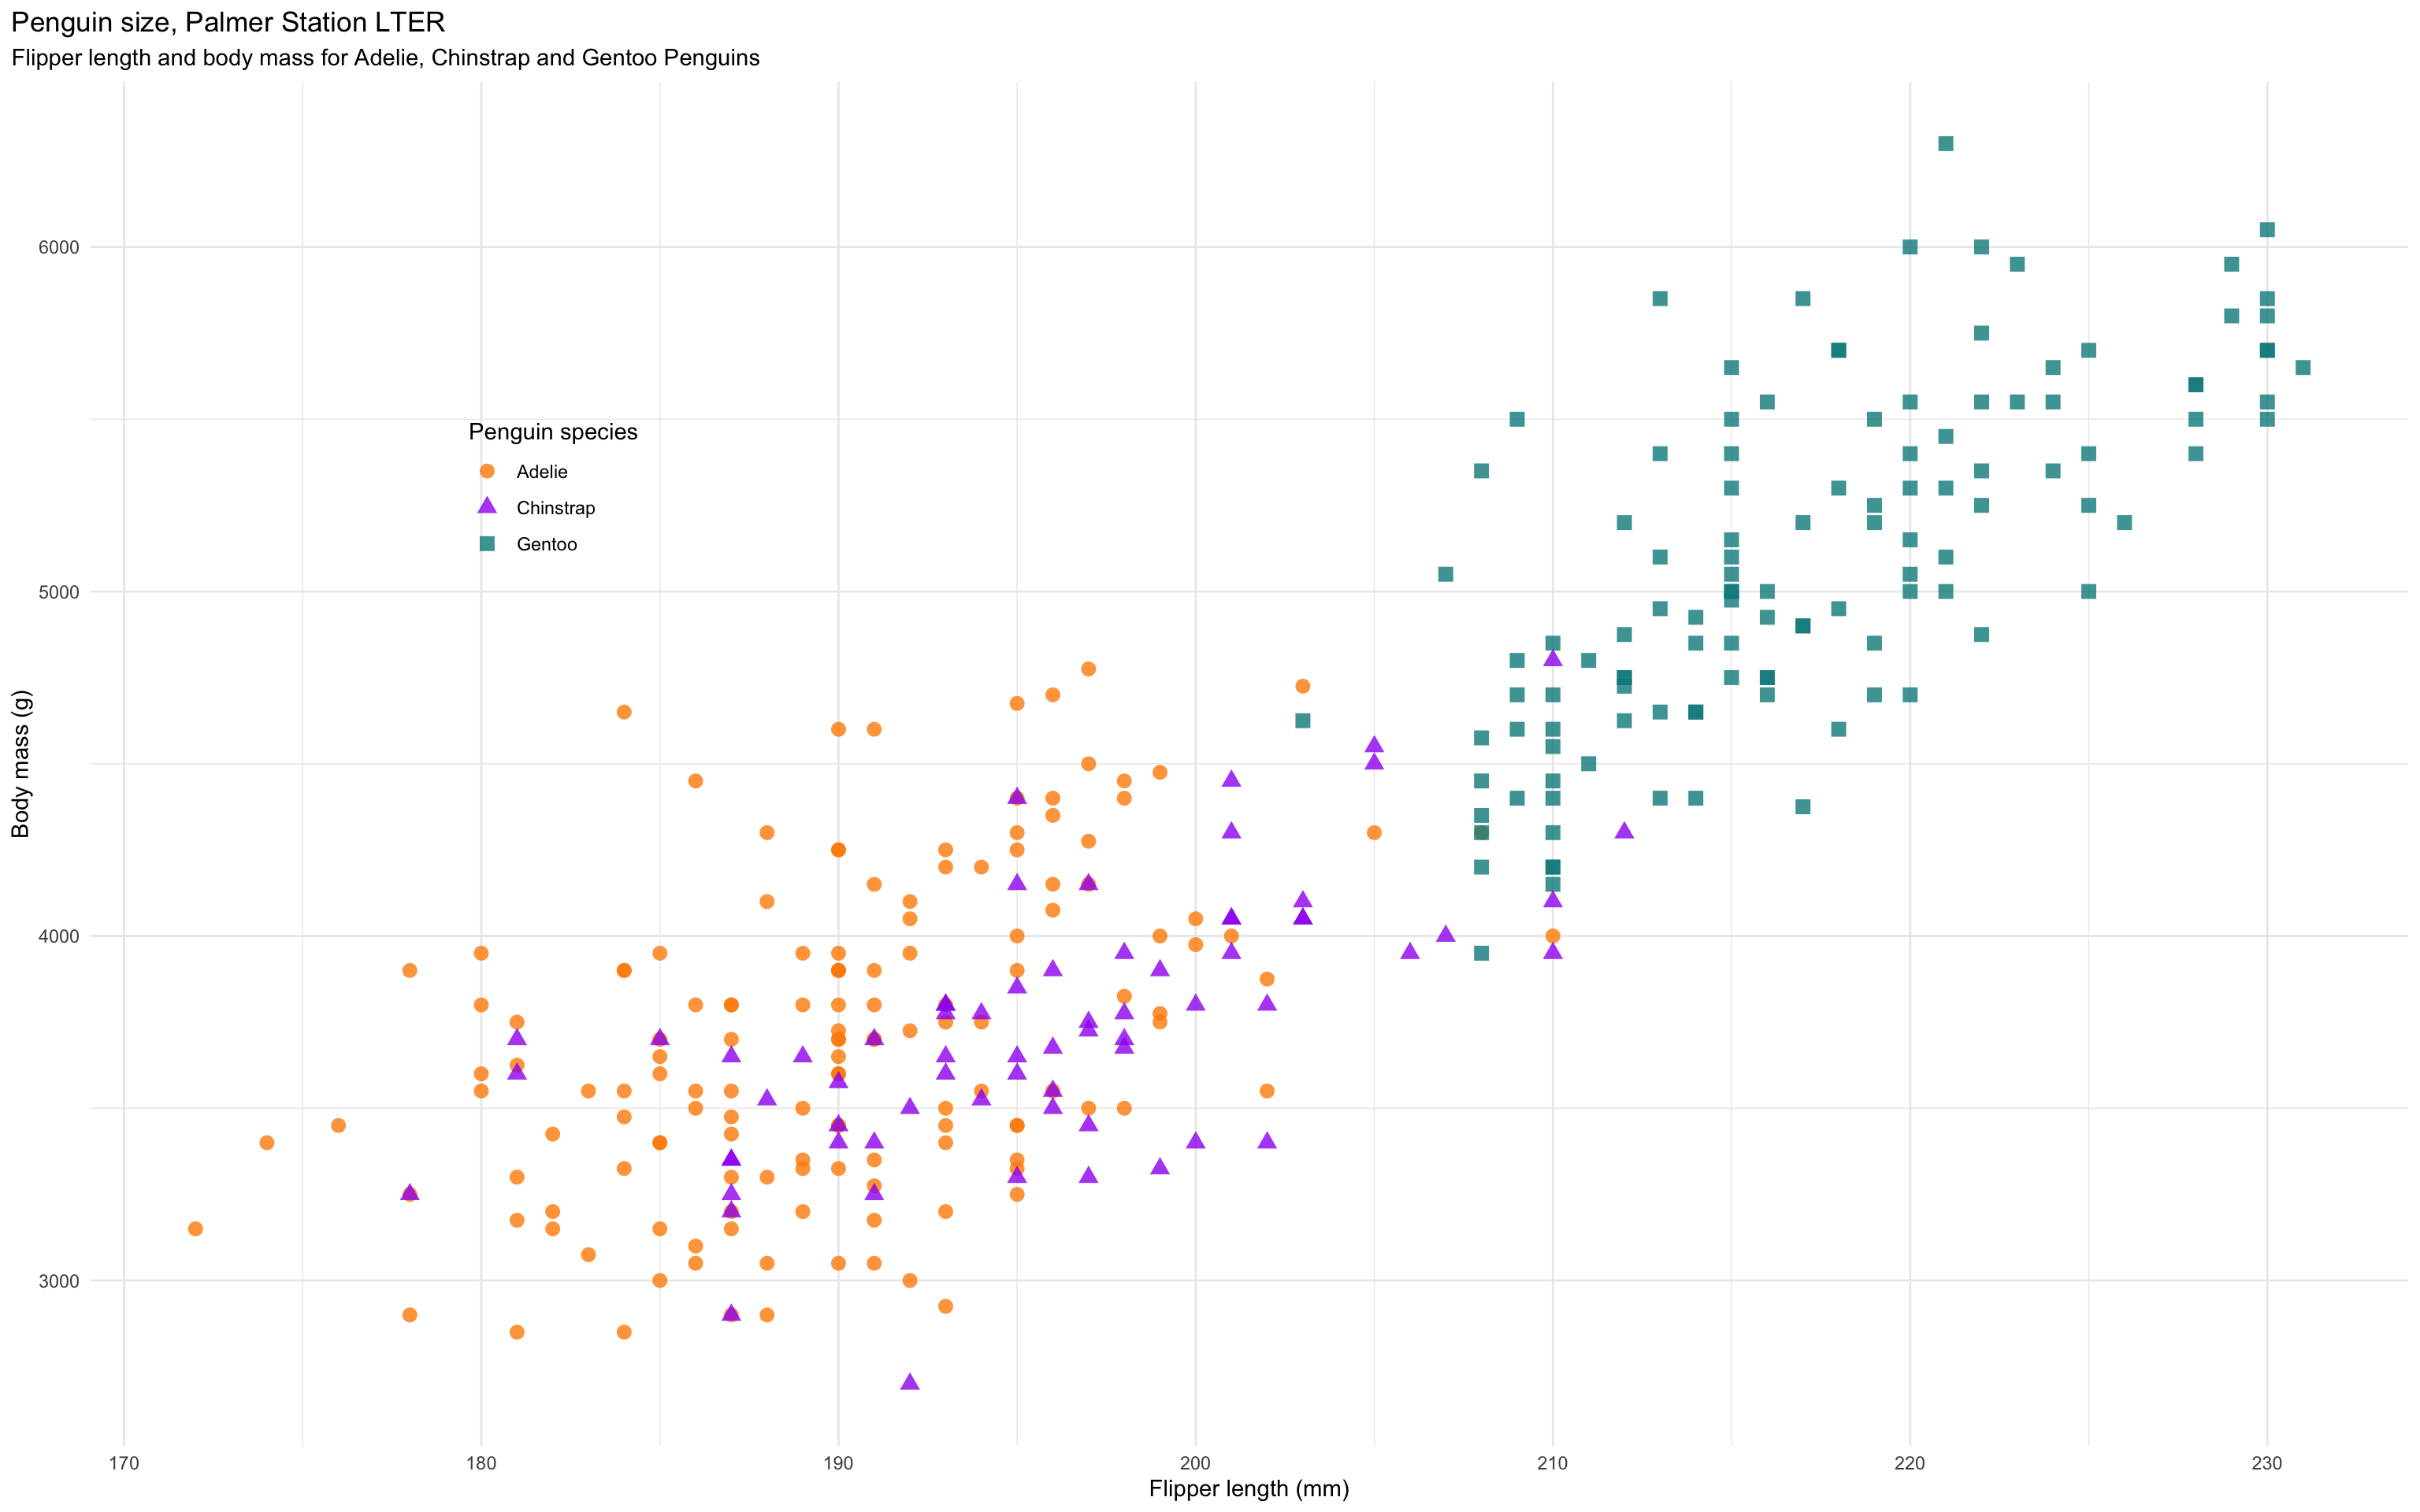 Penguin size, Palmer Station LTER
Flipper length and body mass for Adelie, Chinstrap and Gentoo Penguins
6000
5000
4000
3000
Body mass (g)
Penguin species
Adelie
Chinstrap
Gentoo
170 180 190 200 210 220 230
Flipper length (mm)